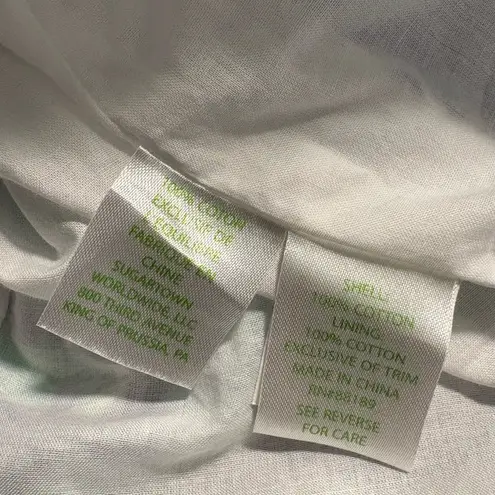 100% COTON
EXCLUSIF DE
L'EQUILIBRE
FABRIQUE EN
CHINE
SUGARTOWN
WORLDWIDE, LLC
800 THIRD AVENUE
KING OF PRUSSIA, PA
SHELL:
100% COTTON
LINING:
100% COTTON
EXCLUSIVE OF TRIM
MADE IN CHINA
RN#88189
SEE REVERSE
FOR CARE